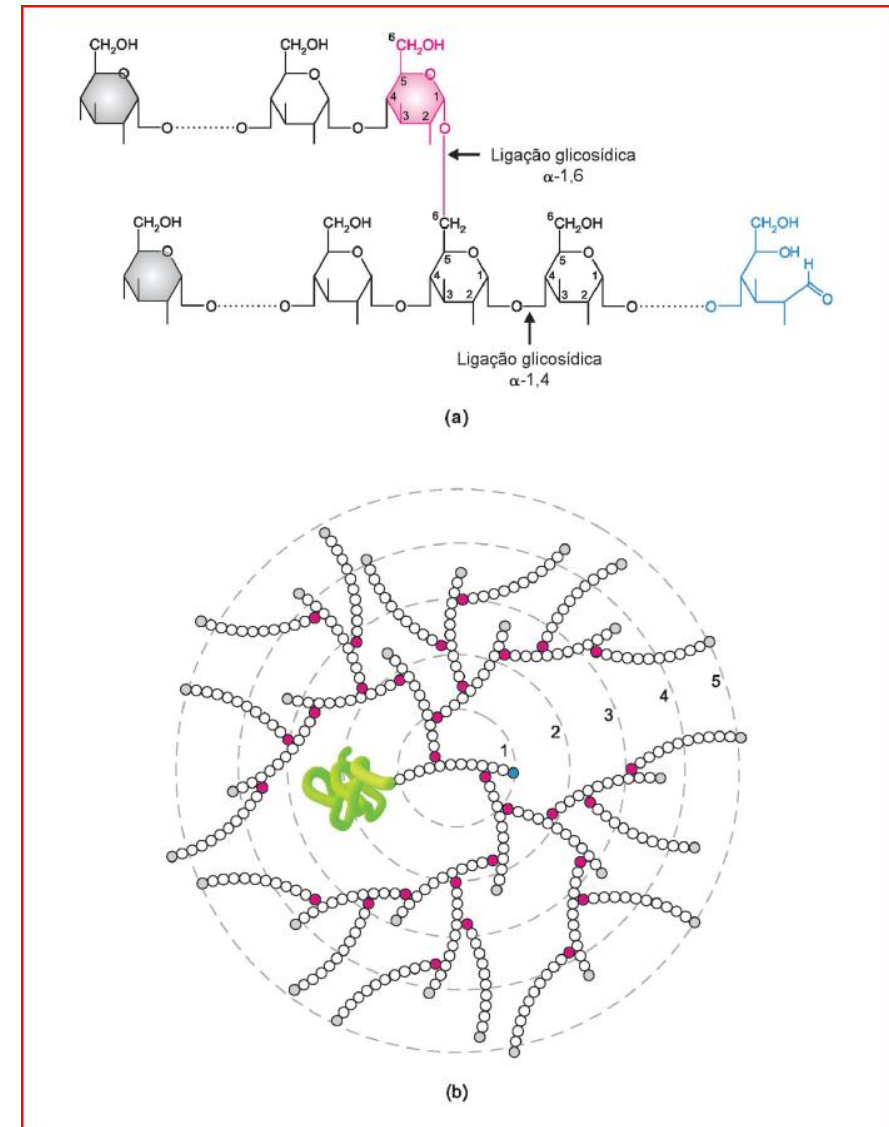 CH₂OH CH₂OH ⁶CH₂OH
O O 5 O
4 1
3 2
O O O O
Ligação glicosídica
α-1,6
CH₂OH CH₂OH ⁶CH₂ ⁶CH₂OH CH₂OH
O O 5 O 5 O OH H
4 1 4 1
3 2 3 2 O
O O O O O O
Ligação glicosídica
α-1,4
(a)
1 2 3 4 5
(b)